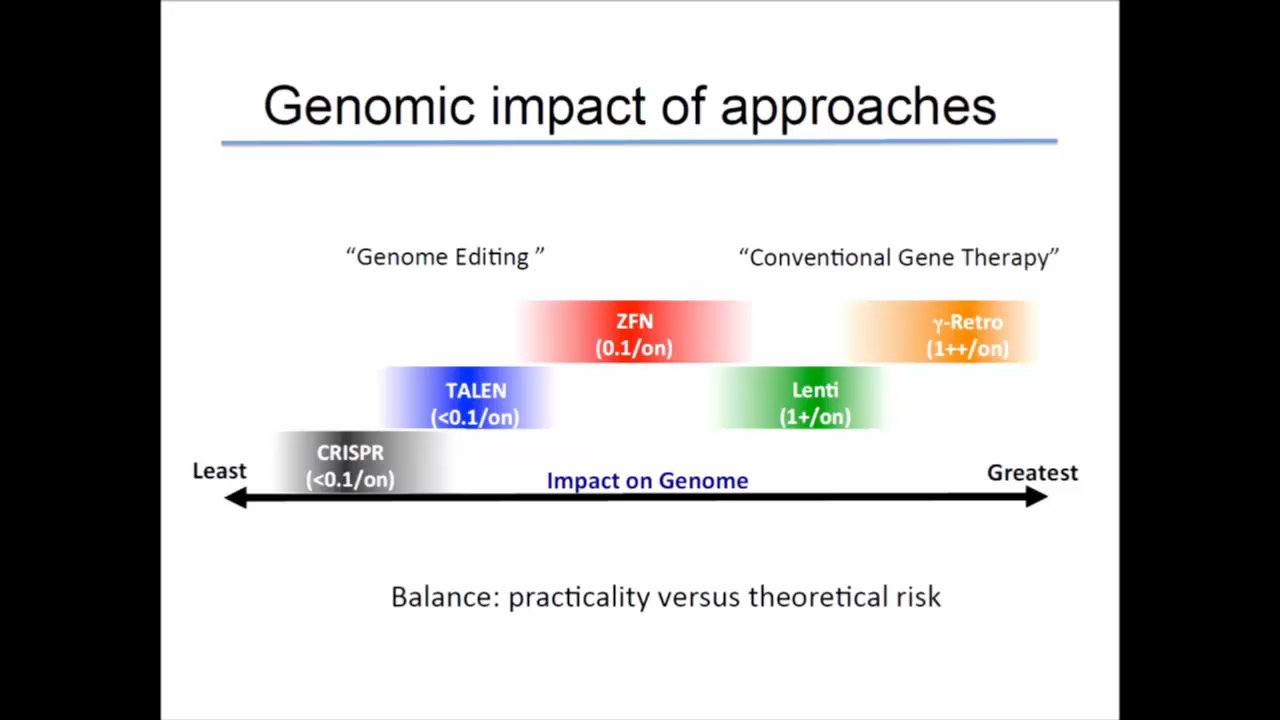 Genomic impact of approaches
“Genome Editing ”
“Conventional Gene Therapy”
ZFN
(0.1/on)
γ-Retro
(1++/on)
TALEN
(<0.1/on)
Lenti
(1+/on)
CRISPR
(<0.1/on)
Least
Impact on Genome
Greatest
Balance: practicality versus theoretical risk